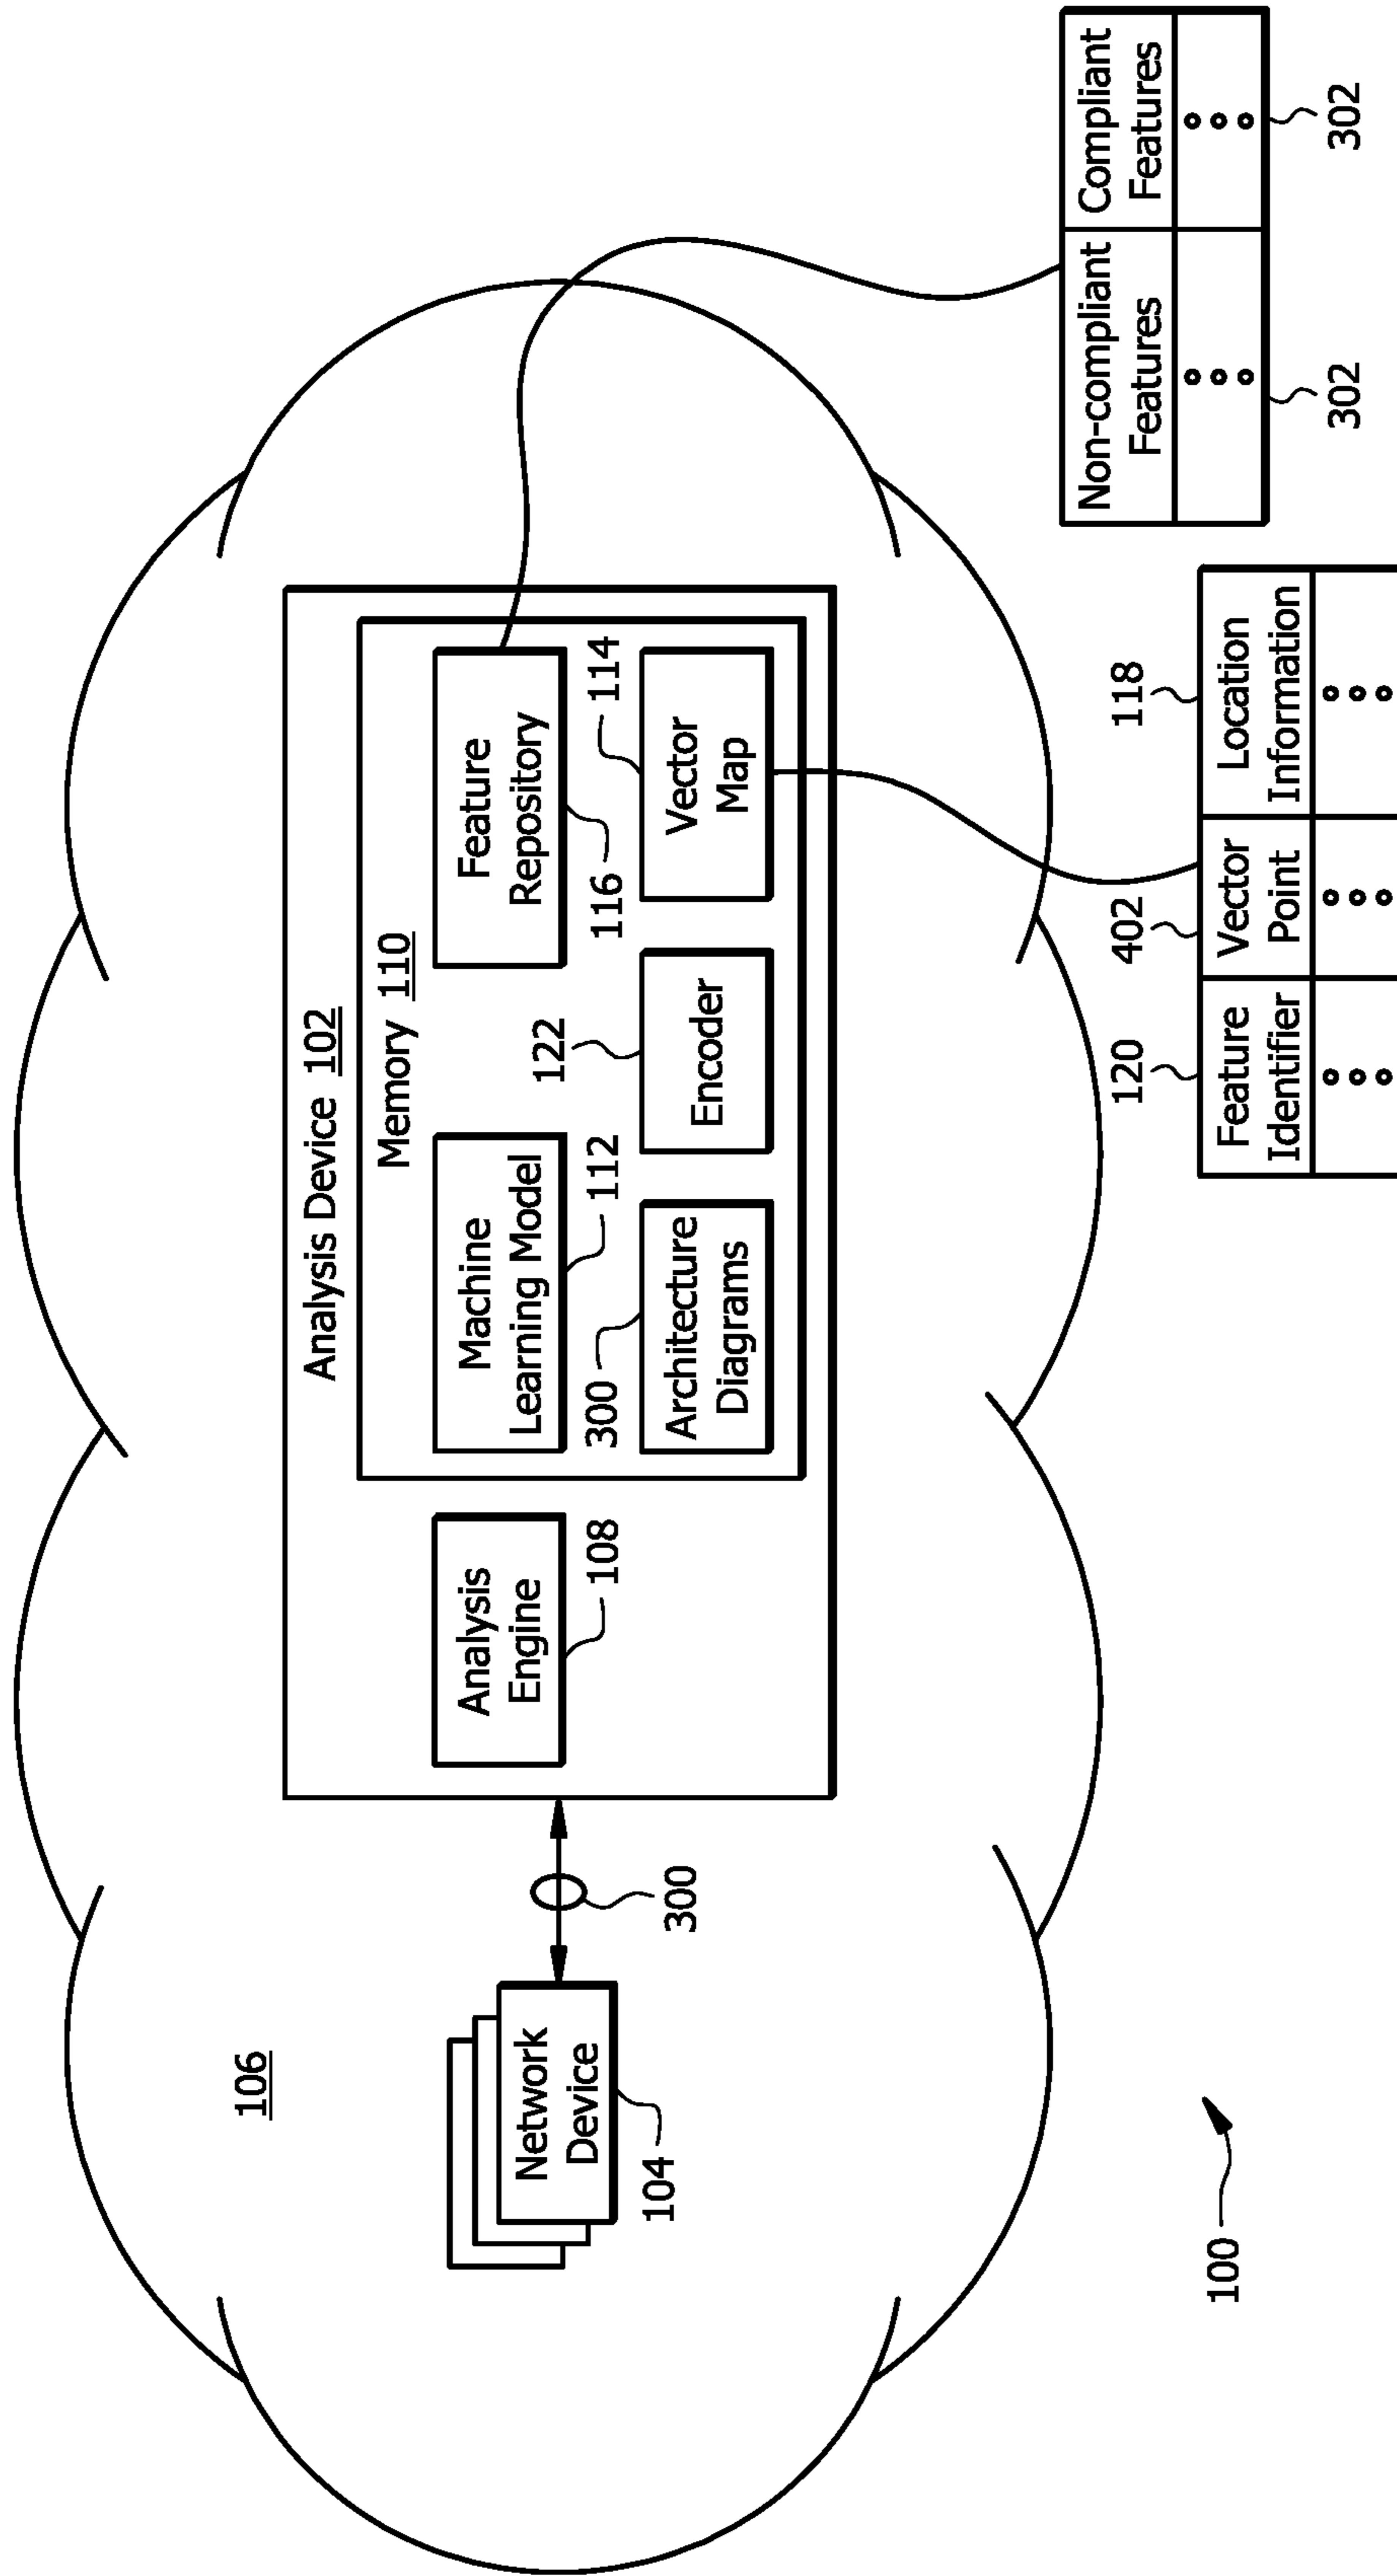 106
Analysis Device 102
Memory 110
Network
Device
104
300
Analysis
Engine
108
Machine
Learning Model
112
Feature
Repository
116
300
Architecture
Diagrams
122
Encoder
114
Vector
Map
100
120
402
118
Feature
Identifier
Vector
Point
Location
Information
Non-compliant
Features
Compliant
Features
302
302